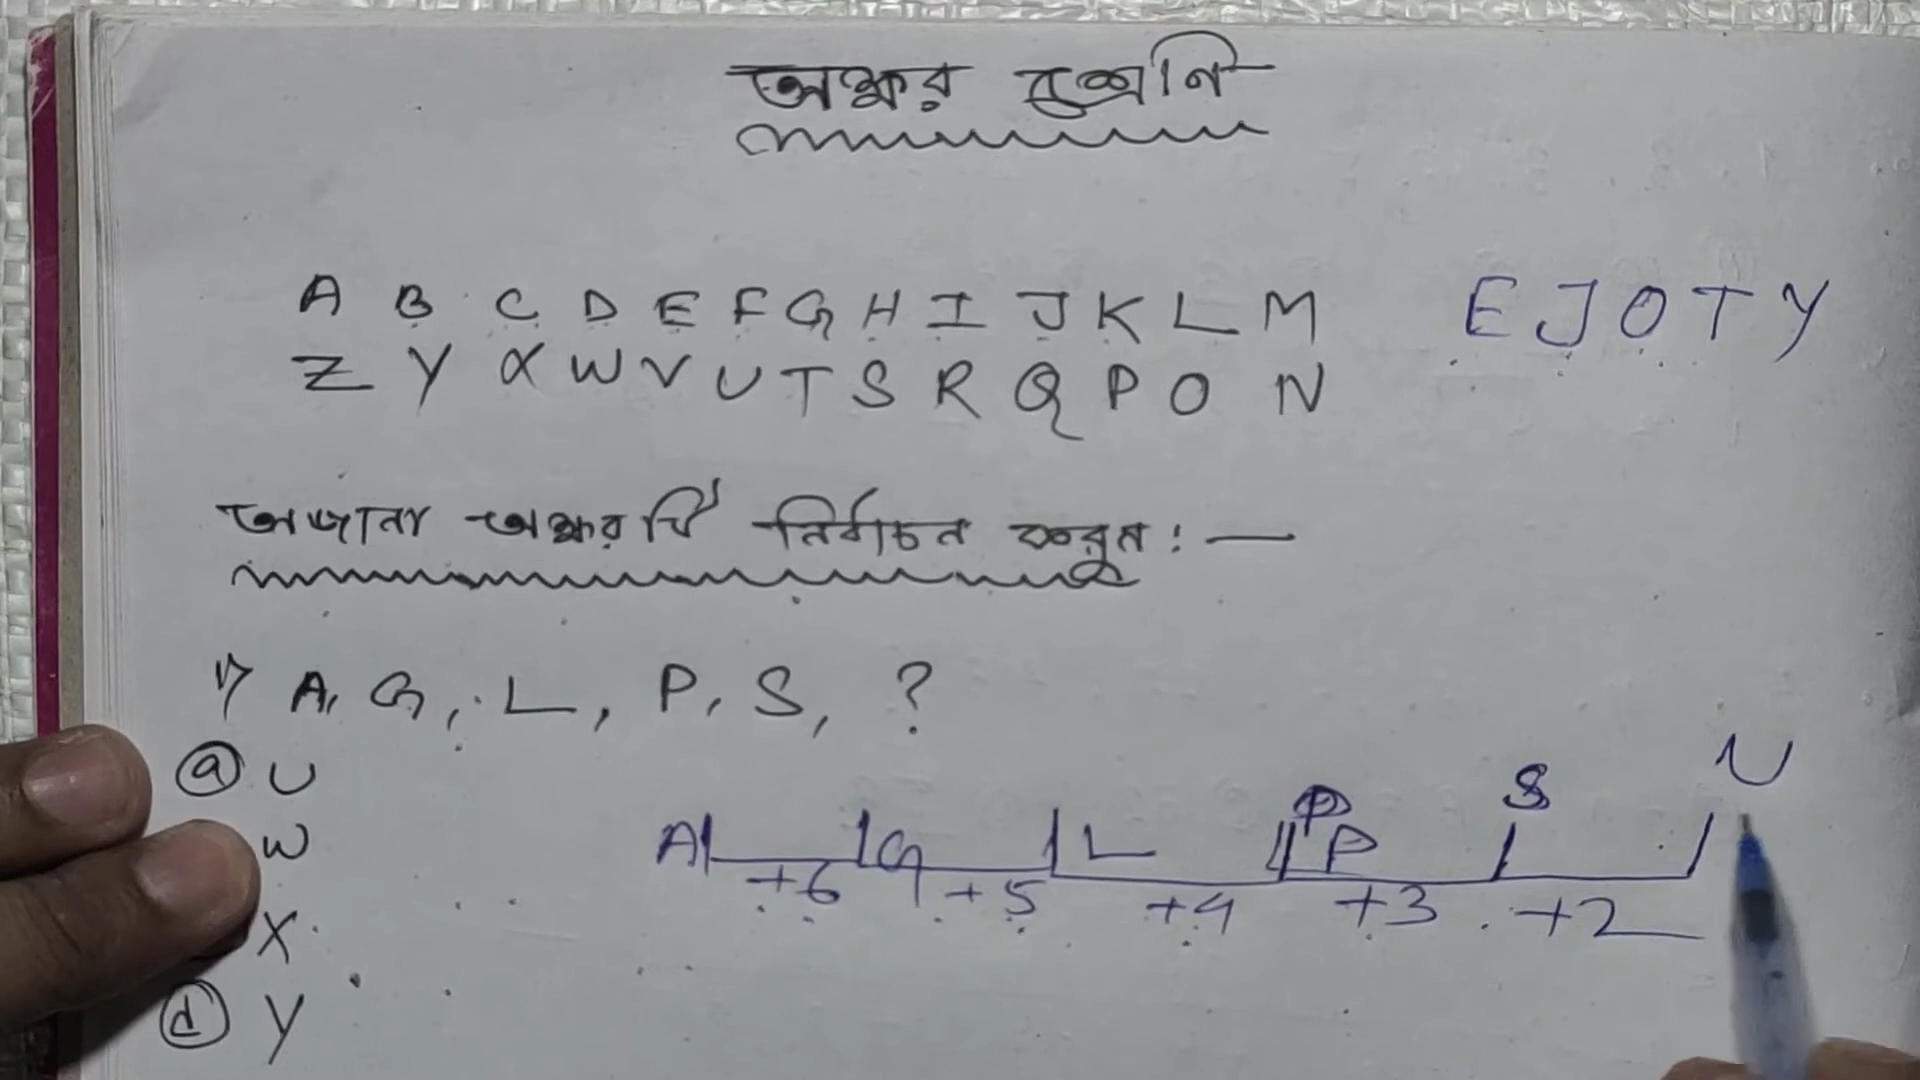 অক্ষর শ্রেণি
A B C D E F G H I J K L M
Z Y X W V U T S R Q P O N
E J O T Y
অজানা অক্ষরটি নির্বাচন করুন : —
1) A, G, L, P, S, ?
(a) U
W
X
(d) Y
A G L P P S U
+6 +5 +4 +3 +2